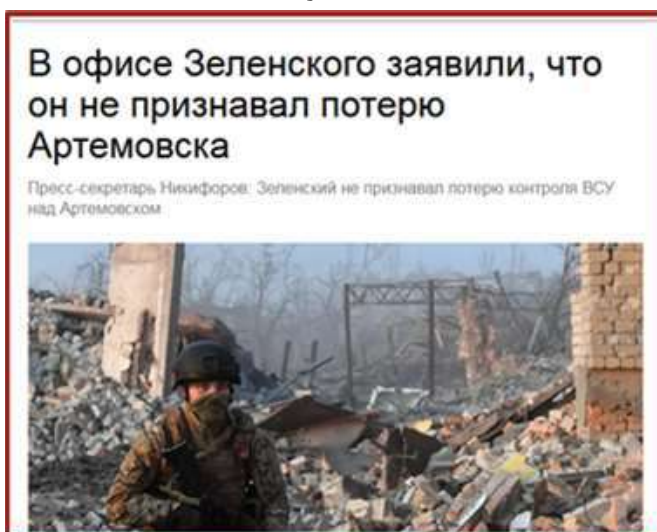 В офисе Зеленского заявили, что
он не признавал потерю
Артемовска
Пресс-секретарь Никифоров: Зеленский не признавал потерю контроля ВСУ
над Артемовском